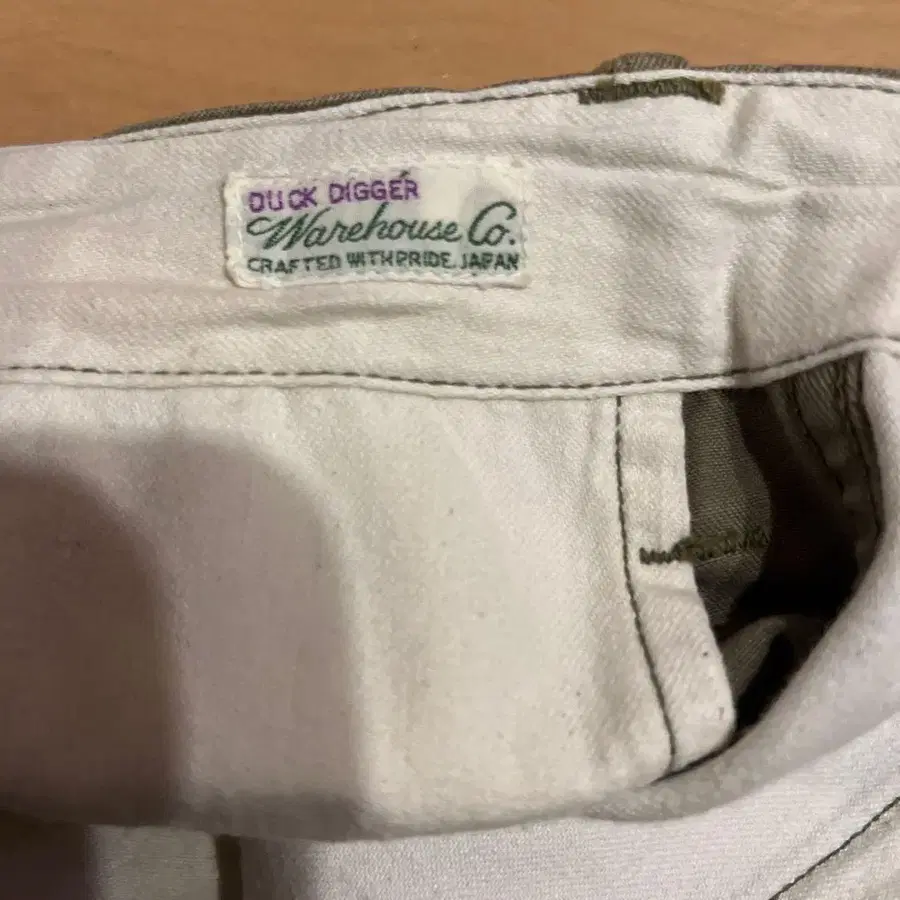 DUCK DIGGER
Warehouse Co.
CRAFTED WITH PRIDE. JAPAN